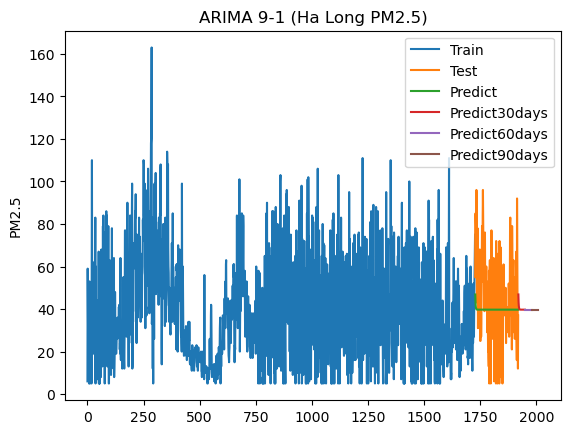 ARIMA 9-1 (Ha Long PM2.5)
Train
Test
Predict
Predict30days
Predict60days
Predict90days
PM2.5
160
140
120
100
80
60
40
20
0
0 250 500 750 1000 1250 1500 1750 2000